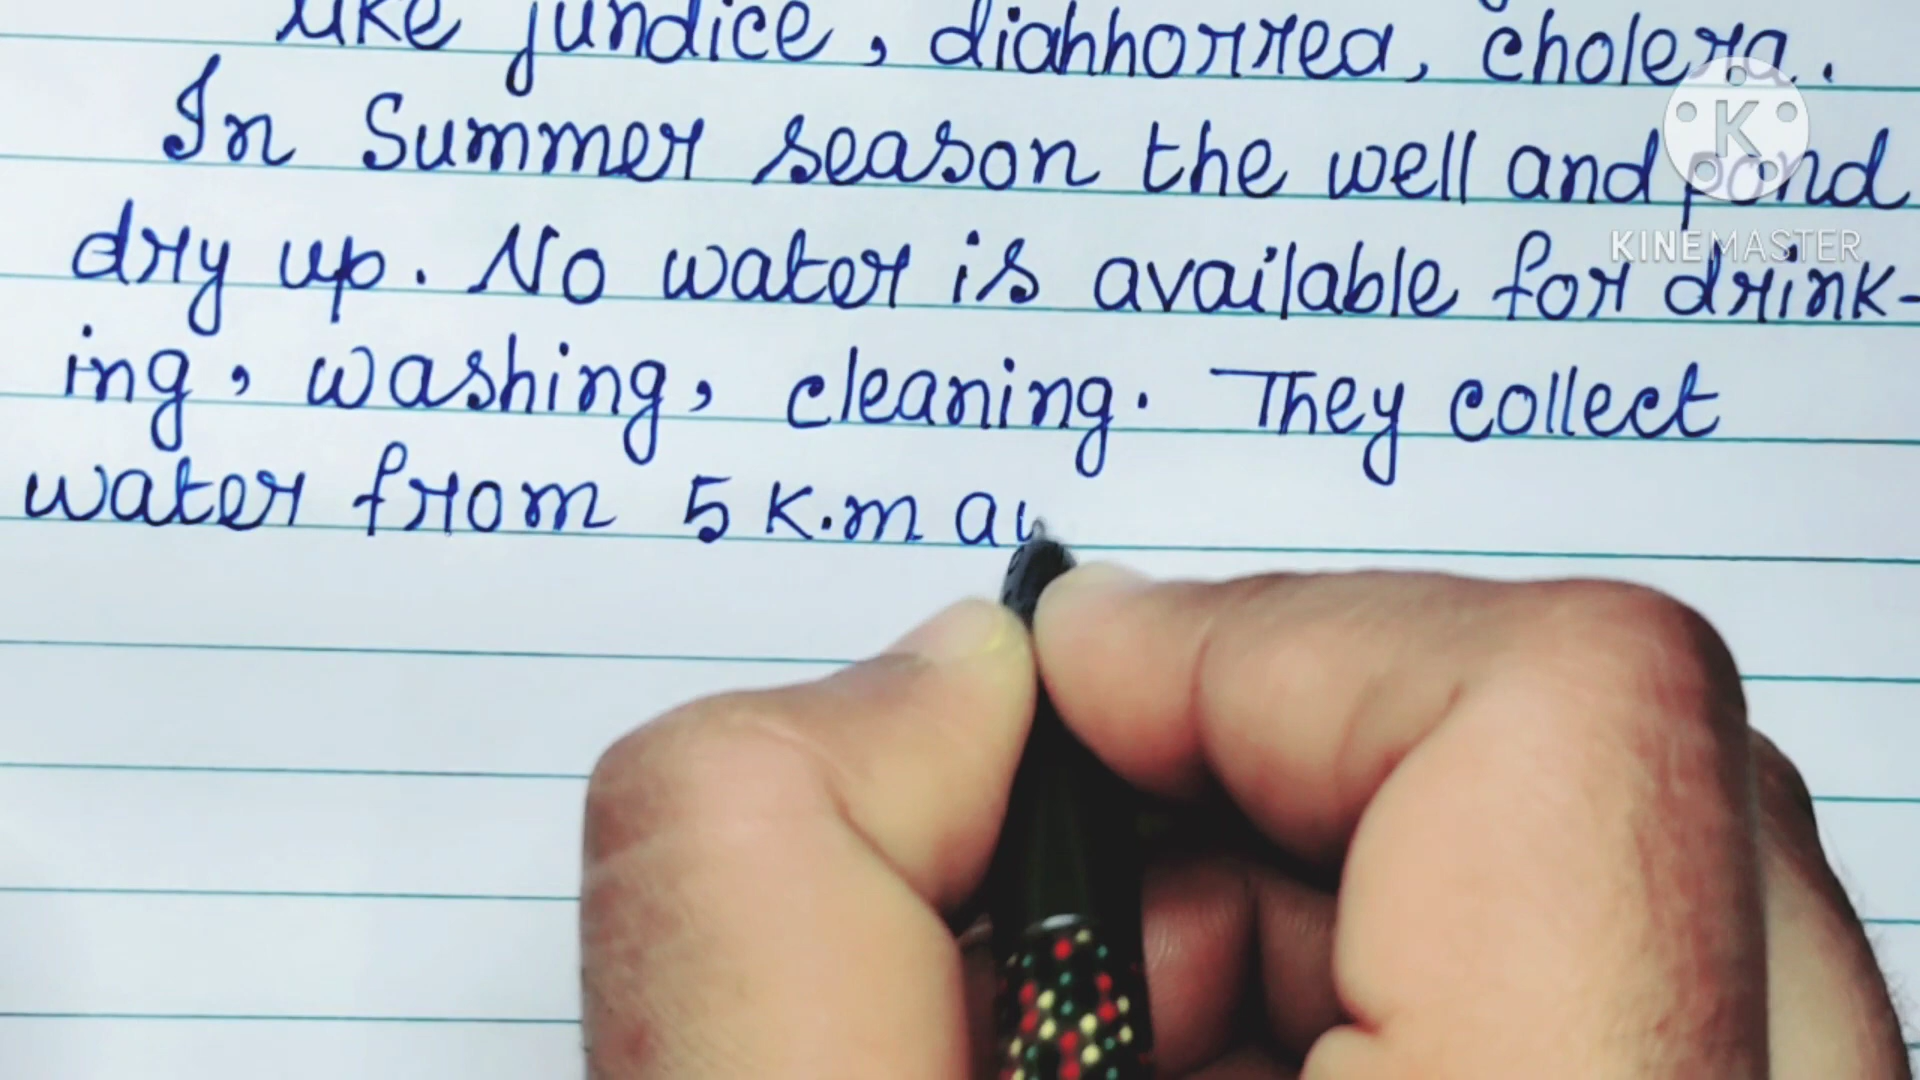 like jundice, diahhorrea, cholera.
In Summer season the well and pond
dry up. No water is available for drink-
ing, washing, cleaning. They collect
water from 5 K.m
K
KINEMASTER